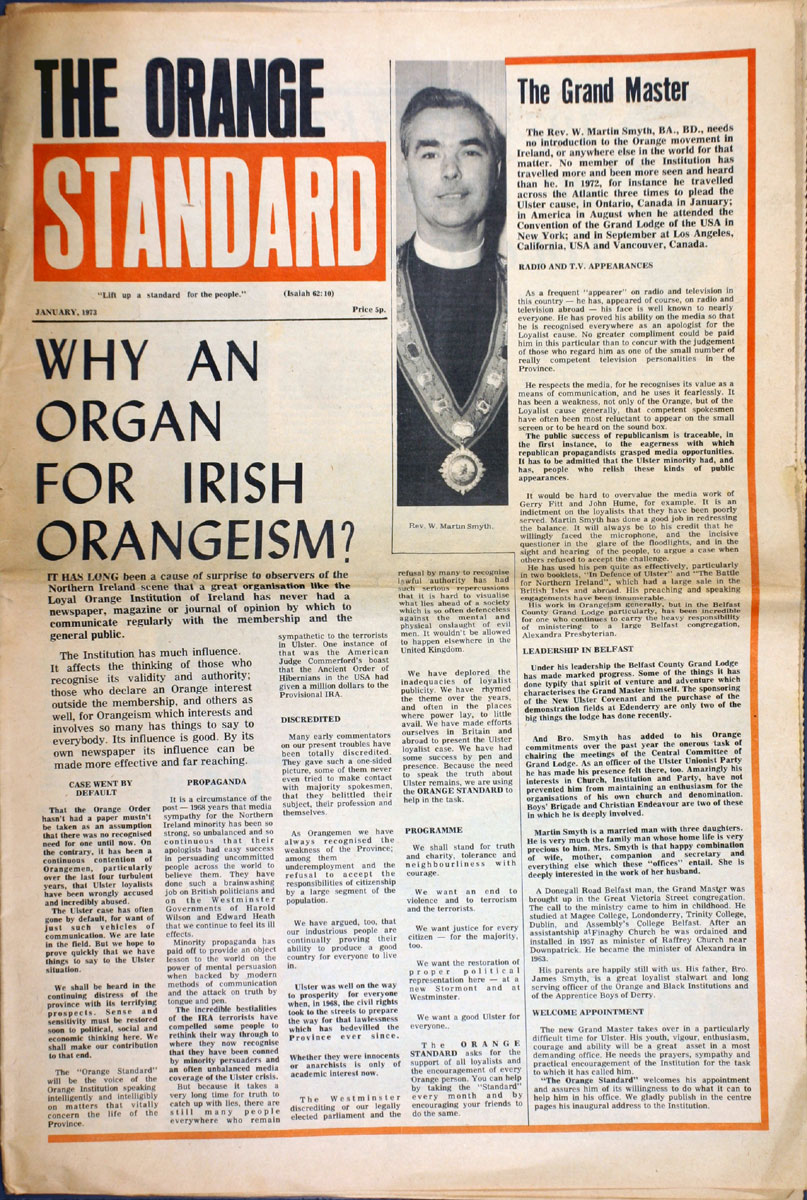 THE ORANGE
STANDARD
"Lift up a standard for the people." (Isaiah 62:10)
JANUARY, 1973 Price 5p.
WHY AN
ORGAN
FOR IRISH
ORANGEISM?
IT HAS LONG been a cause of surprise to observers of the
Northern Ireland scene that a great organisation like the
Loyal Orange Institution of Ireland has never had a
newspaper, magazine or journal of opinion by which to
communicate regularly with the membership and the
general public.
The Institution has much influence.
It affects the thinking of those who
recognise its validity and authority;
those who declare an Orange interest
outside the membership, and others as
well, for Orangeism which interests and
involves so many has things to say to
everybody. Its influence is good. By its
own newspaper its influence can be
made more effective and far reaching.
CASE WENT BY
DEFAULT
That the Orange Order
hasn't had a paper musn't
be taken as an assumption
that there was no recognised
need for one until now. On
the contrary, it has been a
continuous contention of
Orangemen, particularly
over the last four turbulent
years, that Ulster loyalists
have been wrongly accused
and incredibly abused.
The Ulster case has often
gone by default, for want of
just such vehicles of
communication. We are late
in the field. But we hope to
prove quickly that we have
things to say to the Ulster
situation.
We shall be heard in the
continuing distress of the
province with its terrifying
prospects. Sense and
sensitivity must be restored
soon to political, social and
economic thinking here. We
shall make our contribution
to that end.
The "Orange Standard"
will be the voice of the
Orange Institution speaking
intelligently and intelligibly
on matters that vitally
concern the life of the
Province.
PROPAGANDA
It is a circumstance of the
post — 1968 years that media
sympathy for the Northern
Ireland minority has been so
strong, so unbalanced and so
continuous that their
apologists had easy success
in persuading uncommitted
people across the world to
believe them. They have
done such a brainwashing
job on British politicians and
on the Westminster
Governments of Harold
Wilson and Edward Heath
that we continue to feel its ill
effects.
Minority propaganda has
paid off to provide an object
lesson to the world on the
power of mental persuasion
when backed by modern
methods of communication
and the attack on truth by
tongue and pen.
The incredible bestialities
of the IRA terrorists have
compelled some people to
rethink their way through to
where they now recognise
that they have been conned
by minority persuaders and
an often unbalanced media
coverage of the Ulster crisis.
But because it takes a
very long time for truth to
catch up with lies, there are
still many people
everywhere who remain
sympathetic to the terrorists
in Ulster. One instance of
that was the American
Judge Commerford's boast
that the Ancient Order of
Hibernians in the USA had
given a million dollars to the
Provisional IRA.
DISCREDITED
Many early commentators
on our present troubles have
been totally discredited.
They gave such a one-sided
picture, some of them never
even tried to make contact
with majority spokesmen,
that they belittled their
subject, their profession and
themselves.
As Orangemen we have
always recognised the
weakness of the Province;
among them
underemployment and the
refusal to accept the
responsibilities of citizenship
by a large segment of the
population.
We have argued, too, that
our industrious people are
continually proving their
ability to produce a good
country for everyone to live
in.
Ulster was well on the way
to prosperity for everyone
when, in 1968, the civil rights
took to the streets to prepare
the way for that lawlessness
which has bedevilled the
Province ever since.
Whether they were innocents
or anarchists is only of
academic interest now.
The Westminster
discrediting or our legally
elected parliament and the
refusal by many to recognise
lawful authority has had
such serious repercussions
that it is hard to visualise
what lies ahead of a society
which is so often defenceless
against the mental and
physical onslaught of evil
men. It wouldn't be allowed
to happen elsewhere in the
United Kingdom.
We have deplored the
inadequacies of loyalist
publicity. We have rhymed
the theme over the years,
and often in the places
where power lay, to little
avail. We have made efforts
ourselves in Britain and
abroad to present the Ulster
loyalist case. We have had
some success by pen and
presence. Because the need
to speak the truth about
Ulster remains, we are using
the ORANGE STANDARD to
help in the task.
PROGRAMME
We shall stand for truth
and charity, tolerance and
neighbourliness with
courage.
We want an end to
violence and to terrorism
and the terrorists.
We want justice for every
citizen — for the majority,
too.
We want the restoration of
proper political
representation here — at a
new Stormont and at
Westminster.
We want a good Ulster for
everyone..
The ORANGE
STANDARD asks for the
support of all loyalists and
the encouragement of every
Orange person. You can help
by taking the "Standard"
every month and by
encouraging your friends to
do the same.
Rev. W. Martin Smyth.
The Grand Master
The Rev. W. Martin Smyth, BA., BD., needs
no introduction to the Orange movement in
Ireland, or anywhere else in the world for that
matter. No member of the Institution has
travelled more and been more seen and heard
than he. In 1972, for instance he travelled
across the Atlantic three times to plead the
Ulster cause, in Ontario, Canada in January;
in America in August when he attended the
Convention of the Grand Lodge of the USA in
New York; and in September at Los Angeles,
California, USA and Vancouver, Canada.
RADIO AND T.V. APPEARANCES
As a frequent "appearer" on radio and television in
this country — he has, appeared of course, on radio and
television abroad — his face is well known to nearly
everyone. He has proved his ability on the media so that
he is recognised everywhere as an apologist for the
Loyalist cause. No greater compliment could be paid
him in this particular than to concur with the judgement
of those who regard him as one of the small number of
really competent television personalities in the
Province.
He respects the media, for he recognises its value as a
means of communication, and he uses it fearlessly. It
has been a weakness, not only of the Orange, but of the
Loyalist cause generally, that competent spokesmen
have often been most reluctant to appear on the small
screen or to be heard on the sound box.
The public success of republicanism is traceable, in
the first instance, to the eagerness with which
republican propagandists grasped media opportunities.
It has to be admitted that the Ulster minority had, and
has, people who relish these kinds of public
appearances.
It would be hard to overvalue the media work of
Gerry Fitt and John Hume, for example. It is an
indictment on the loyalists that they have been poorly
served. Martin Smyth has done a good job in redressing
the balance. It will always be to his credit that he
willingly faced the microphone, and the incisive
questioner in the glare of the floodlights, and in the
sight and hearing of the people, to argue a case when
others refused to accept the challenge.
He has used his pen quite as effectively, particularly
in two booklets, "In Defence of Ulster" and "The Battle
for Northern Ireland", which had a large sale in the
British Isles and abroad. His preaching and speaking
engagements have been innumerable.
His work in Orangeism generally, but in the Belfast
County Grand Lodge particularly, has been incredible
for one who continues to carry the heavy responsibility
of ministering to a large Belfast congregation,
Alexandra Presbyterian.
LEADERSHIP IN BELFAST
Under his leadership the Belfast County Grand Lodge
has made marked progress. Some of the things it has
done typify that spirit of venture and adventure which
characterises the Grand Master himself. The sponsoring
of the New Ulster Covenant and the purchase of the
demonstration fields at Edenderry are only two of the
big things the lodge has done recently.
And Bro. Smyth has added to his Orange
commitments over the past year the onerous task of
chairing the meetings of the Central Committee of
Grand Lodge. As an officer of the Ulster Unionist Party
he has made his presence felt there, too. Amazingly his
interests in Church, Institution and Party, have not
prevented him from maintaining an enthusiasm for the
organisations of his own church and denomination.
Boys' Brigade and Christian Endeavour are two of these
in which he is deeply involved.
Martin Smyth is a married man with three daughters.
He is very much the family man whose home life is very
precious to him. Mrs. Smyth is that happy combination
of wife, mother, companion and secretary and
everything else which these "offices" entail. She is
deeply interested in the work of her husband.
A Donegall Road Belfast man, the Grand Master was
brought up in the Great Victoria Street congregation.
The call to the ministry came to him in childhood. He
studied at Magee College, Londonderry, Trinity College,
Dublin, and Assembly's College Belfast. After an
assistantship at Finaghy Church he was ordained and
installed in 1957 as minister of Raffrey Church near
Downpatrick. He became the minister of Alexandra in
1963.
His parents are happily still with us. His father, Bro.
James Smyth, is a great loyalist stalwart and long
serving officer of the Orange and Black Institutions and
of the Apprentice Boys of Derry.
WELCOME APPOINTMENT
The new Grand Master takes over in a particularly
difficult time for Ulster. His youth, vigour, enthusiasm,
courage and ability will be a great asset in a most
demanding office. He needs the prayers, sympathy and
practical encouragement of the Institution for the task
to which it has called him.
"The Orange Standard" welcomes his appointment
and assures him of its willingness to do what it can to
help him in his office. We gladly publish in the centre
pages his inaugural address to the Institution.